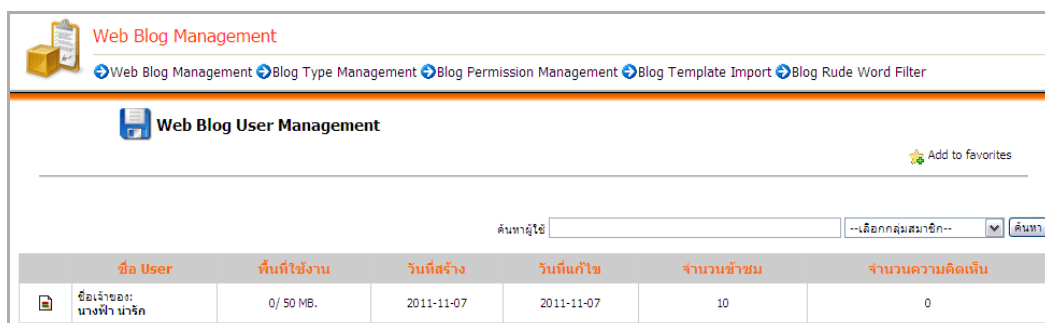 Web Blog Management
Web Blog Management Blog Type Management Blog Permission Management Blog Template Import Blog Rude Word Filter
Web Blog User Management
Add to favorites
ค้นหาผู้ใช้ --เลือกกลุ่มสมาชิก-- ค้นหา
ชื่อ User พื้นที่ใช้งาน วันที่สร้าง วันที่แก้ไข จำนวนเข้าชม จำนวนความคิดเห็น
ชื่อเจ้าของ:
นางฟ้า น่ารัก 0/ 50 MB. 2011-11-07 2011-11-07 10 0